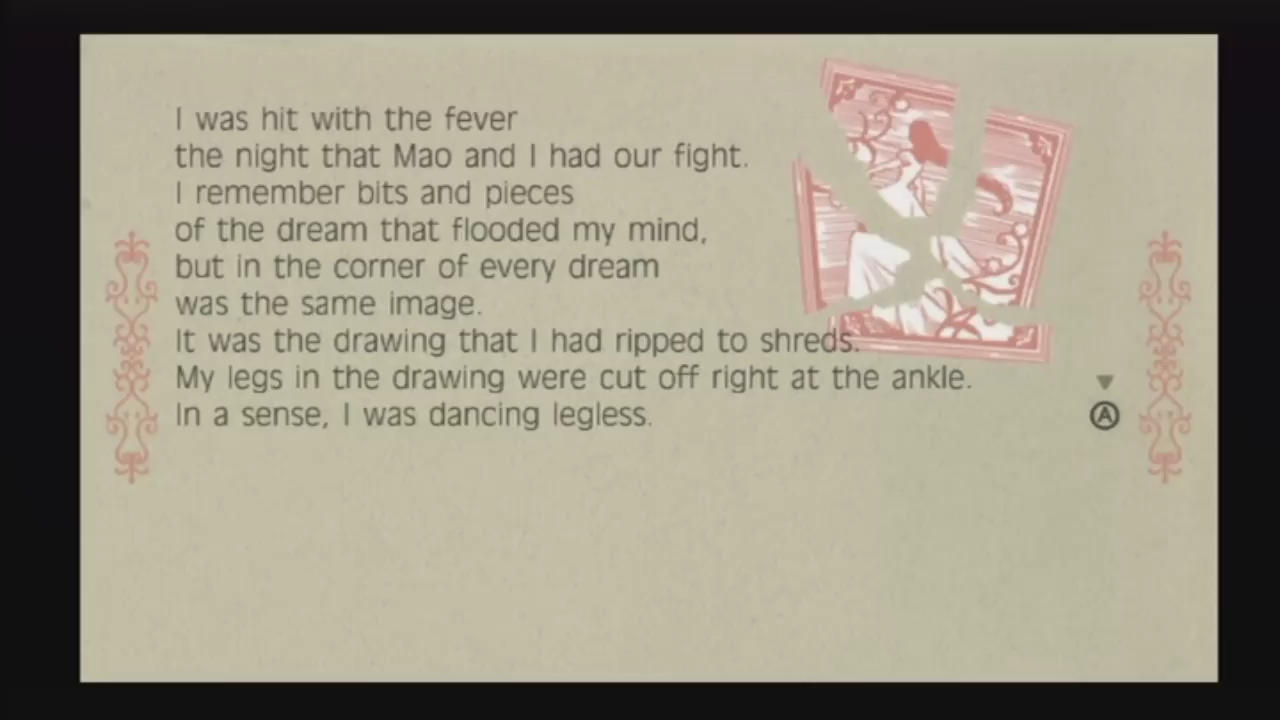 I was hit with the fever
the night that Mao and I had our fight.
I remember bits and pieces
of the dream that flooded my mind,
but in the corner of every dream
was the same image.
It was the drawing that I had ripped to shreds.
My legs in the drawing were cut off right at the ankle.
In a sense, I was dancing legless.
A